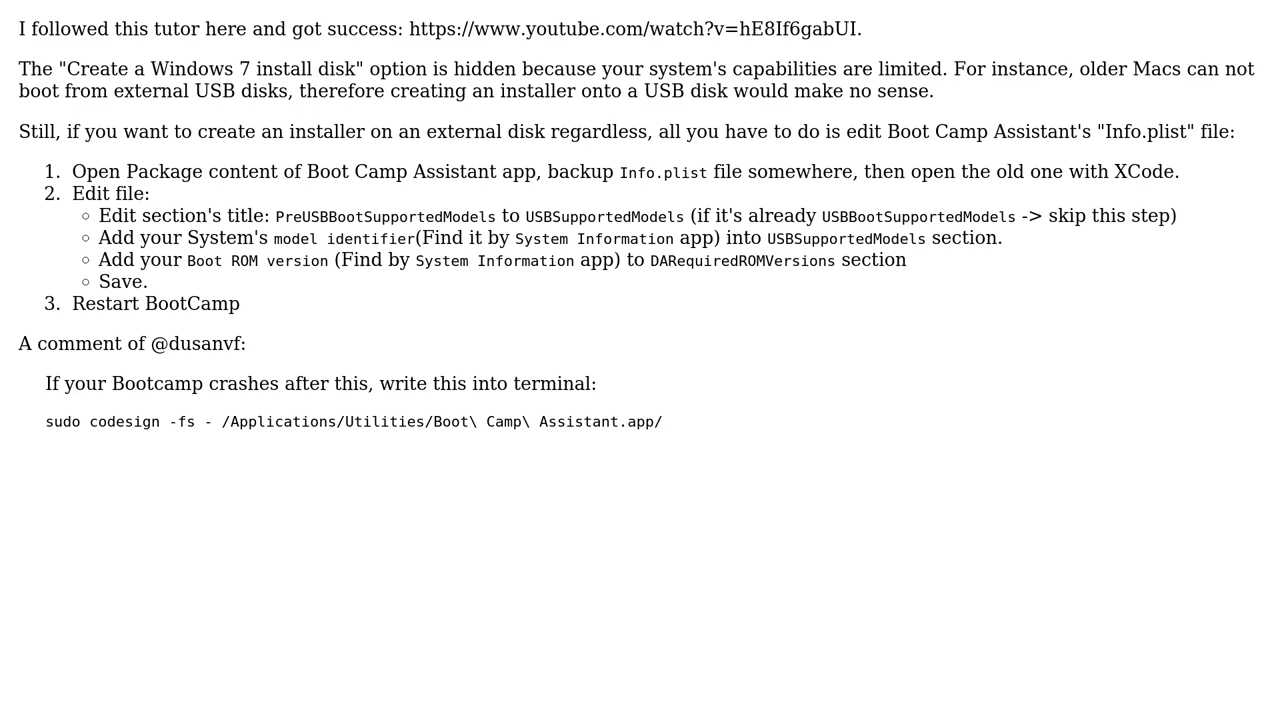 I followed this tutor here and got success: https://www.youtube.com/watch?v=hE8If6gabUI.
The "Create a Windows 7 install disk" option is hidden because your system's capabilities are limited. For instance, older Macs can not
boot from external USB disks, therefore creating an installer onto a USB disk would make no sense.
Still, if you want to create an installer on an external disk regardless, all you have to do is edit Boot Camp Assistant's "Info.plist" file:
1. Open Package content of Boot Camp Assistant app, backup Info.plist file somewhere, then open the old one with XCode.
2. Edit file:
◦ Edit section's title: PreUSBBootSupportedModels to USBSupportedModels (if it's already USBBootSupportedModels -> skip this step)
◦ Add your System's model identifier(Find it by System Information app) into USBSupportedModels section.
◦ Add your Boot ROM version (Find by System Information app) to DARequiredROMVersions section
◦ Save.
3. Restart BootCamp
A comment of @dusanvf:
If your Bootcamp crashes after this, write this into terminal:
sudo codesign -fs - /Applications/Utilities/Boot\ Camp\ Assistant.app/